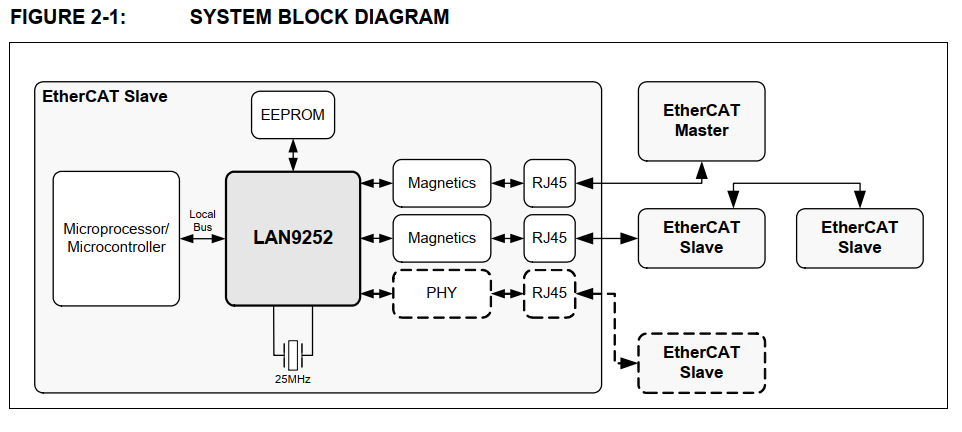 FIGURE 2-1: SYSTEM BLOCK DIAGRAM
EtherCAT Slave
EEPROM
EtherCAT
Master
Microprocessor/
Microcontroller
Local
Bus
LAN9252
Magnetics
RJ45
Magnetics
RJ45
PHY
RJ45
EtherCAT
Slave
EtherCAT
Slave
EtherCAT
Slave
25MHz